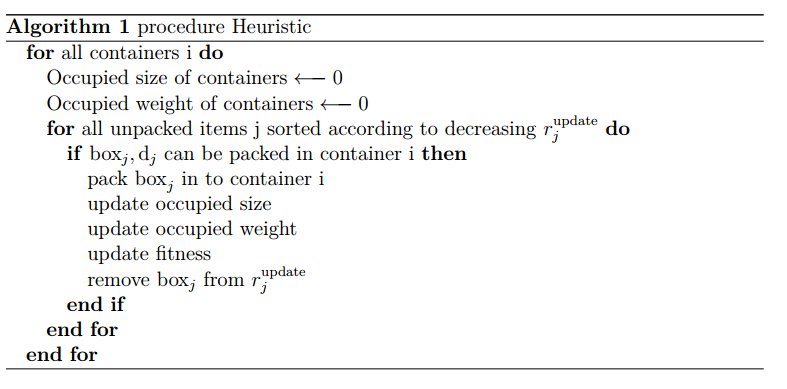 Algorithm 1 procedure Heuristic
for all containers i do
Occupied size of containers ⟵ 0
Occupied weight of containers ⟵ 0
for all unpacked items j sorted according to decreasing r_j^update do
if box_j, d_j can be packed in container i then
pack box_j in to container i
update occupied size
update occupied weight
update fitness
remove box_j from r_j^update
end if
end for
end for